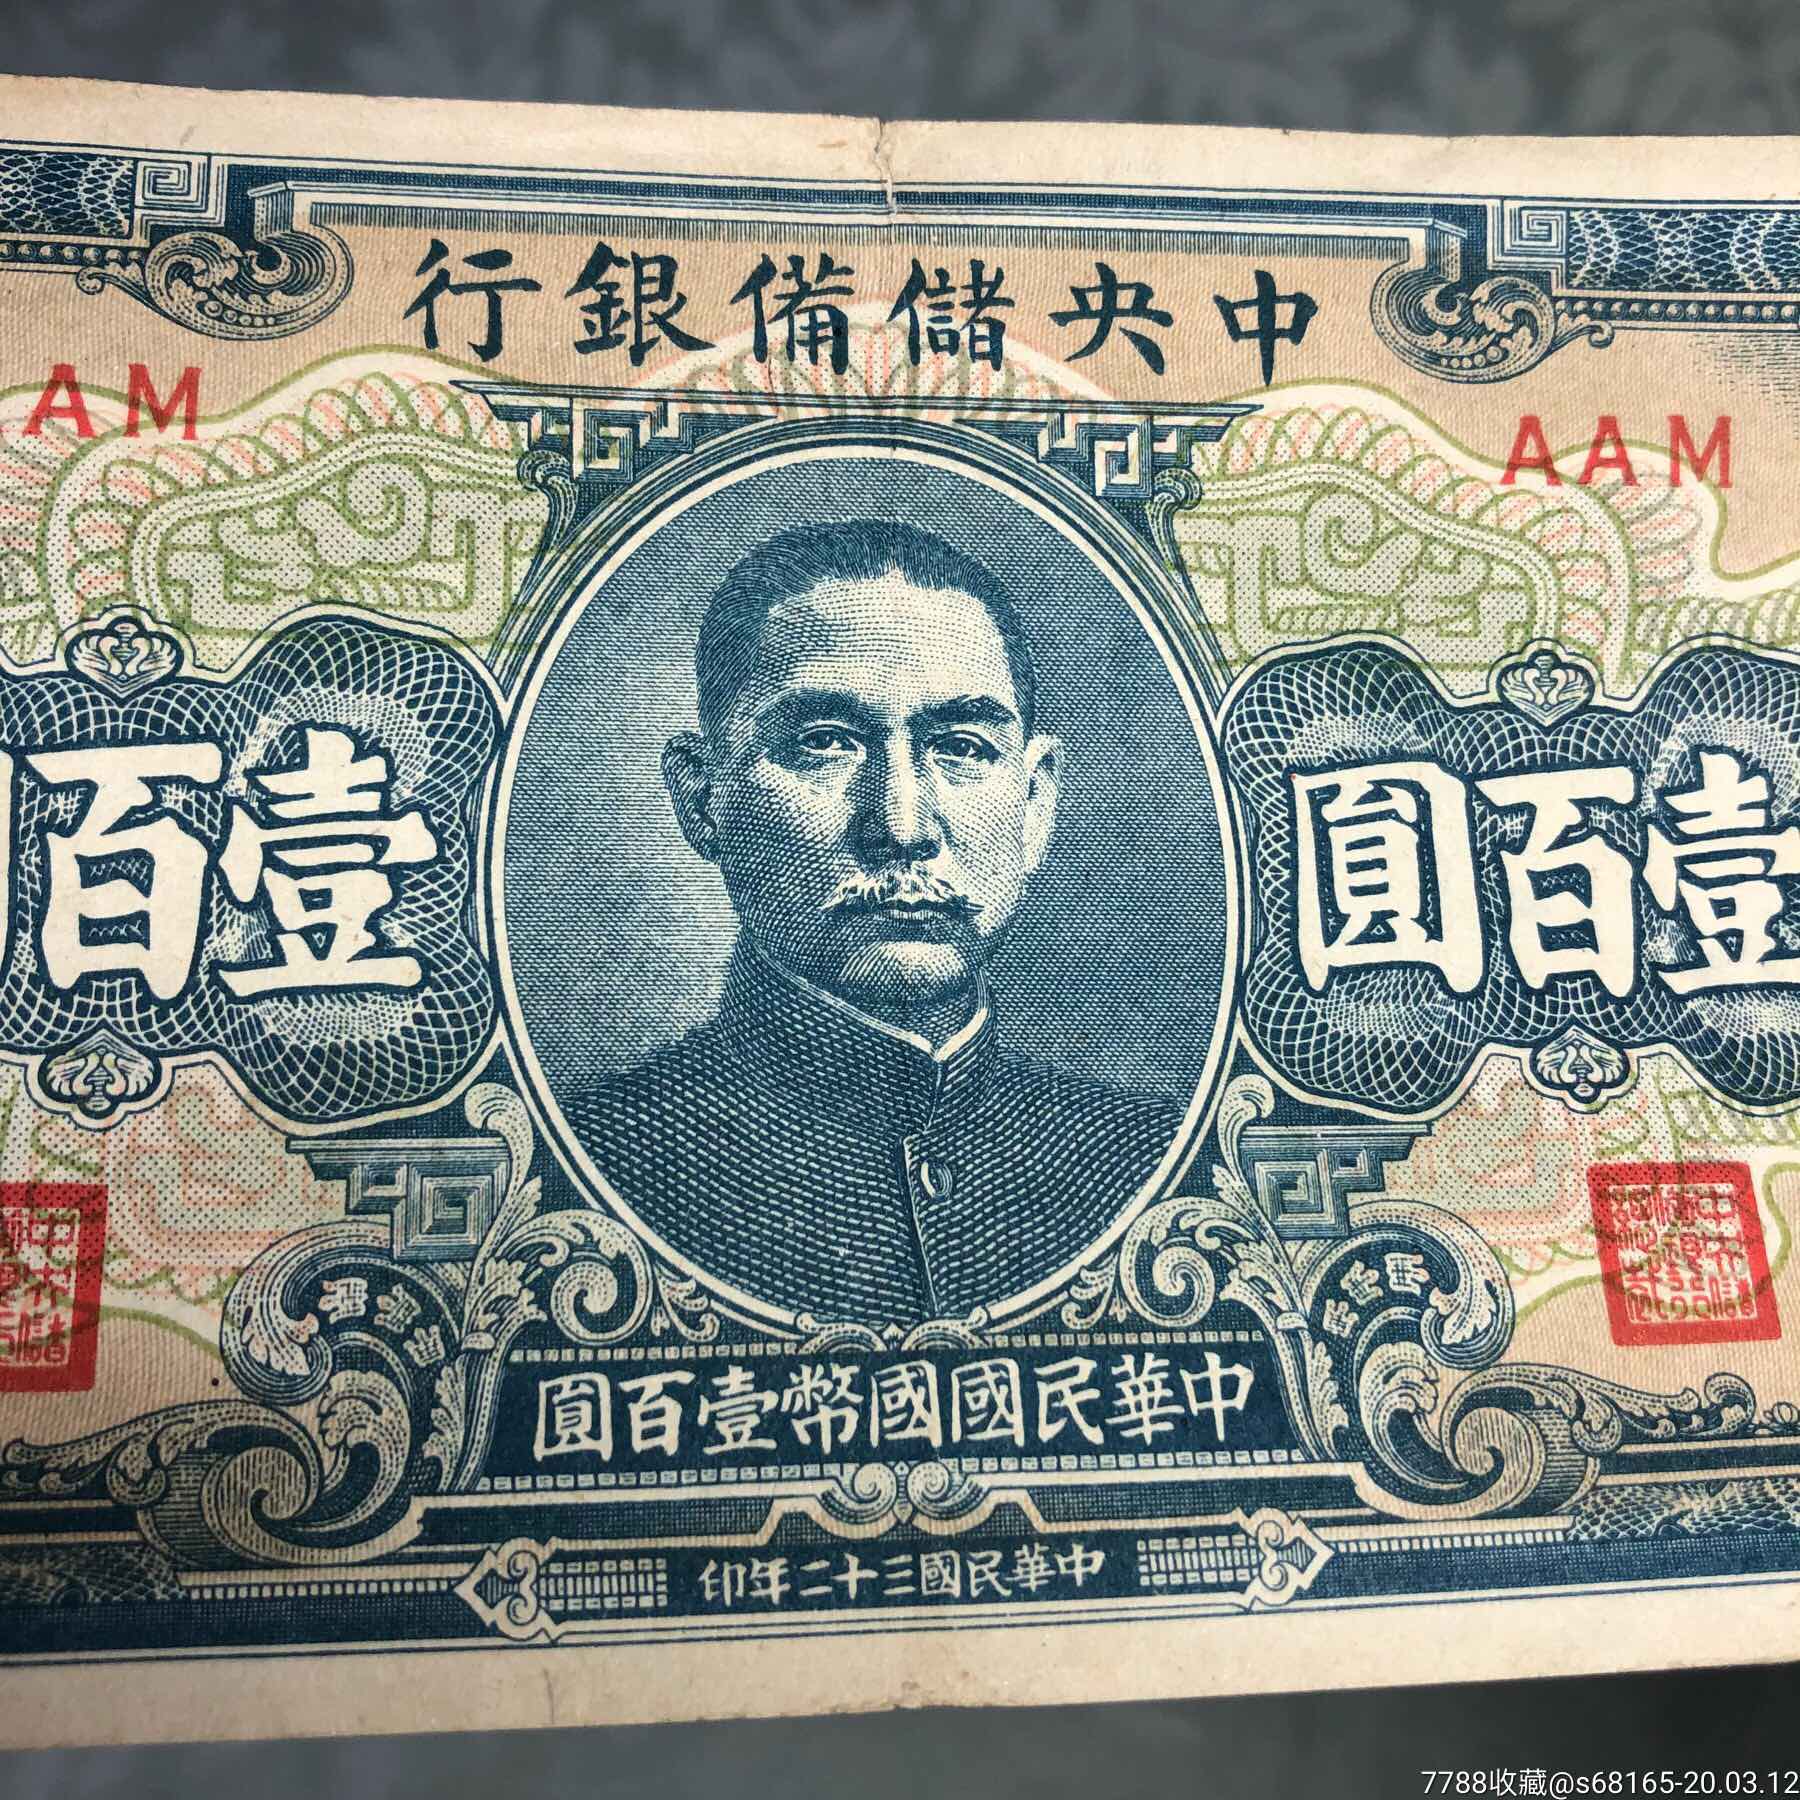 中央儲備銀行
AM
AAM
百壹
壹百圓
中華民國國幣壹百圓
中華民國三十二年印
7788收藏@s68165-20.03.12